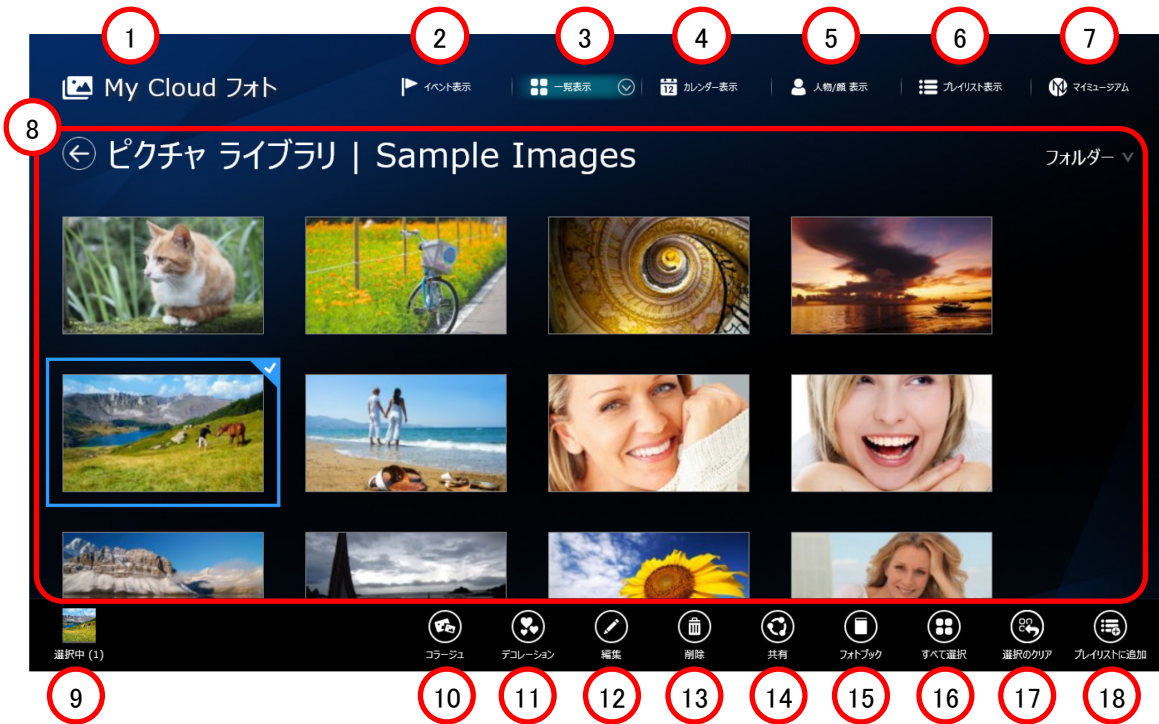 1 2 3 4 5 6 7
My Cloud フォト イベント表示 一覧表示 12 カレンダー表示 人物/顔 表示 プレイリスト表示 マイミュージアム
8
ピクチャ ライブラリ | Sample Images フォルダー
選択中 (1) コラージュ デコレーション 編集 削除 共有 フォトブック すべて選択 選択のクリア プレイリストに追加
9 10 11 12 13 14 15 16 17 18